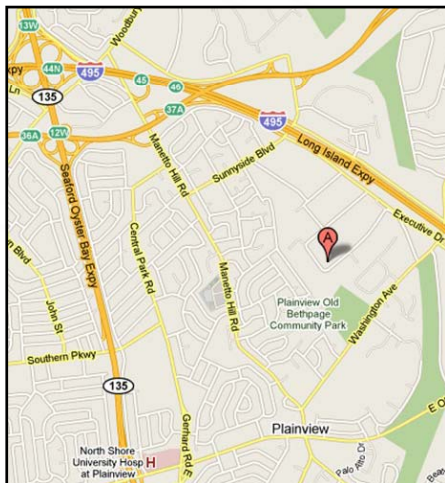 13W
Woodbury
44N
Expy
495
45
46
Ln
135
37A
36A
12W
495
Manetto Hill Rd
Sunnyside Blvd
Long Island Expy
Seaford Oyster Bay Expy
Executive Dr
Central Park Rd
A
Blvd
Manetto Hill Rd
John St
Plainview Old
Bethpage
Community Park
Washington Ave
Southern Pkwy
135
E O
Plainview
Gerhard Rd E
North Shore
University Hosp
at Plainview
H
Palo Alto Dr